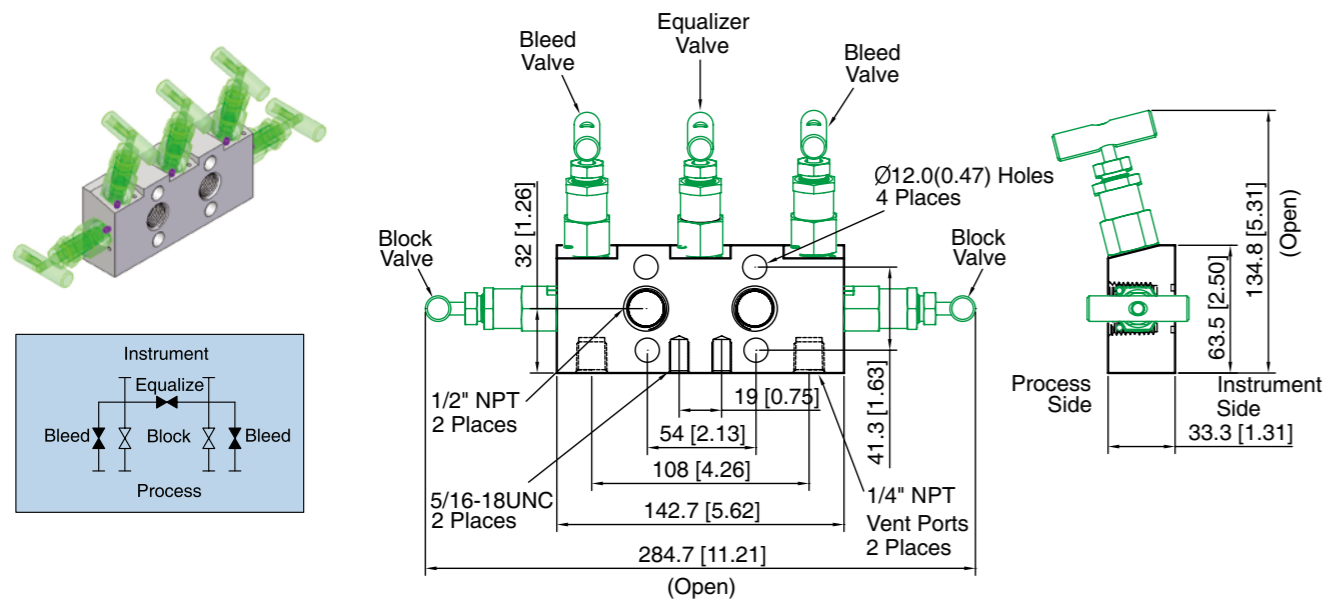 Equalizer
Valve
Bleed
Valve
Bleed
Valve
Ø12.0(0.47) Holes
4 Places
32 [1.26]
Block
Valve
Block
Valve
134.8 [5.31]
(Open)
63.5 [2.50]
Instrument
Equalize
Bleed
Block
Bleed
Process
1/2" NPT
2 Places
19 [0.75]
41.3 [1.63]
Process
Side
Instrument
Side
33.3 [1.31]
54 [2.13]
108 [4.26]
5/16-18UNC
2 Places
142.7 [5.62]
1/4" NPT
Vent Ports
2 Places
284.7 [11.21]
(Open)